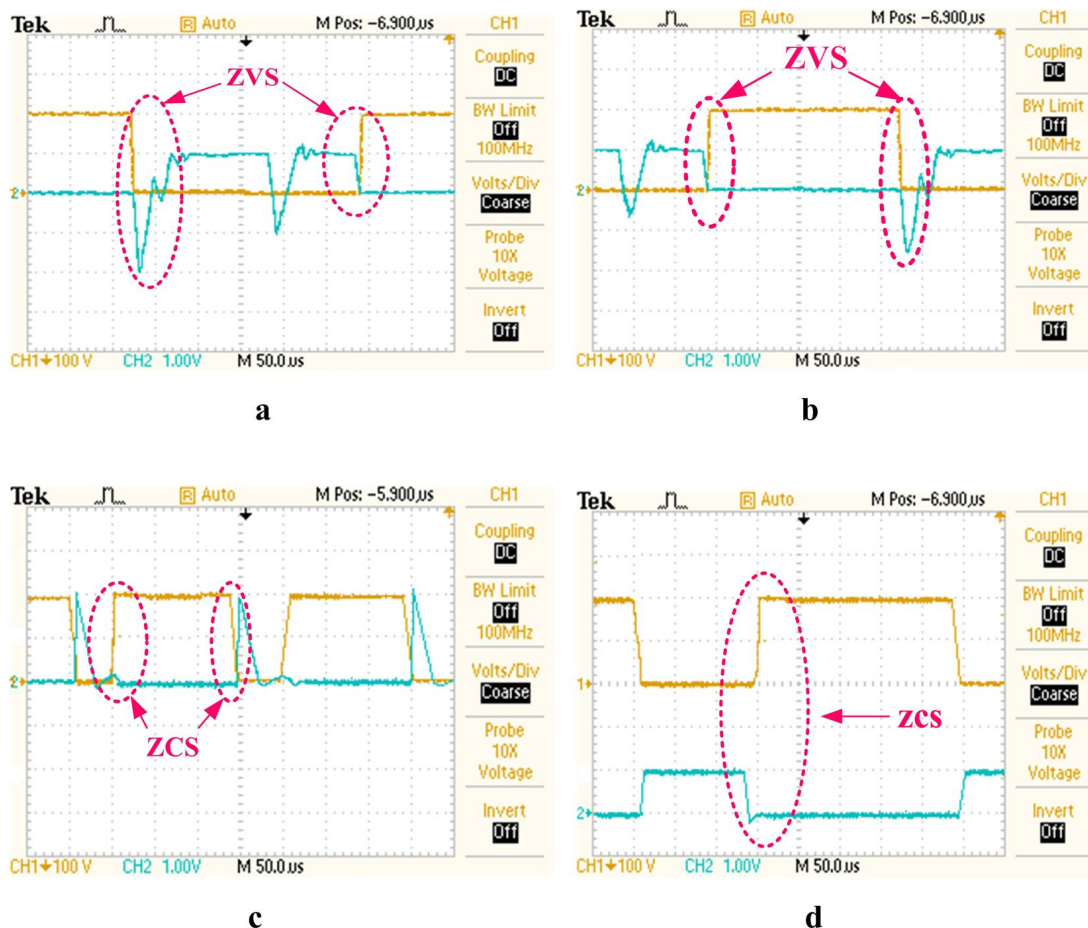 Tek R Auto M Pos: -6.900µs CH1
Coupling
DC
BW Limit
Off
100MHz
Volts/Div
Coarse
Probe
10X
Voltage
Invert
Off
ZVS
2
CH1 100 V CH2 1.00V M 50.0µs
a
Tek R Auto M Pos: -6.900µs CH1
Coupling
DC
BW Limit
Off
100MHz
Volts/Div
Coarse
Probe
10X
Voltage
Invert
Off
ZVS
2
CH1 100 V CH2 1.00V M 50.0µs
b
Tek R Auto M Pos: -5.900µs CH1
Coupling
DC
BW Limit
Off
100MHz
Volts/Div
Coarse
Probe
10X
Voltage
Invert
Off
2
ZCS
CH1 100 V CH2 1.00V M 50.0µs
c
Tek R Auto M Pos: -6.900µs CH1
Coupling
DC
BW Limit
Off
100MHz
Volts/Div
Coarse
Probe
10X
Voltage
Invert
Off
1
zcs
2
CH1 100 V CH2 1.00V M 50.0µs
d